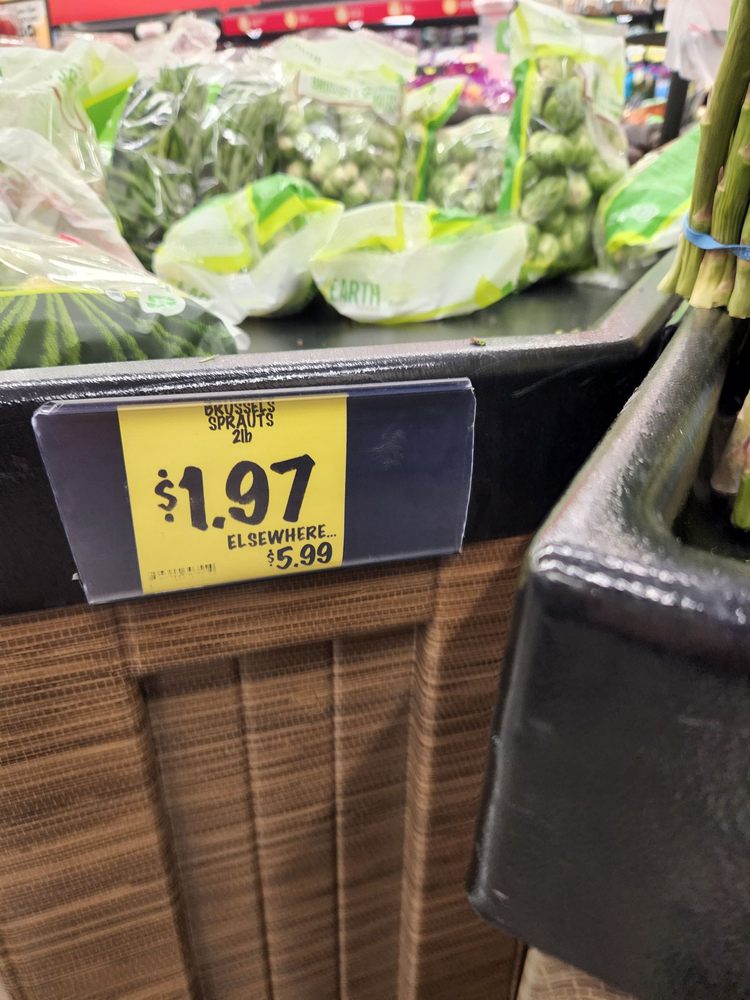 EARTH
BRUSSELS
SPRAUTS
2lb
$1.97
ELSEWHERE...
$5.99